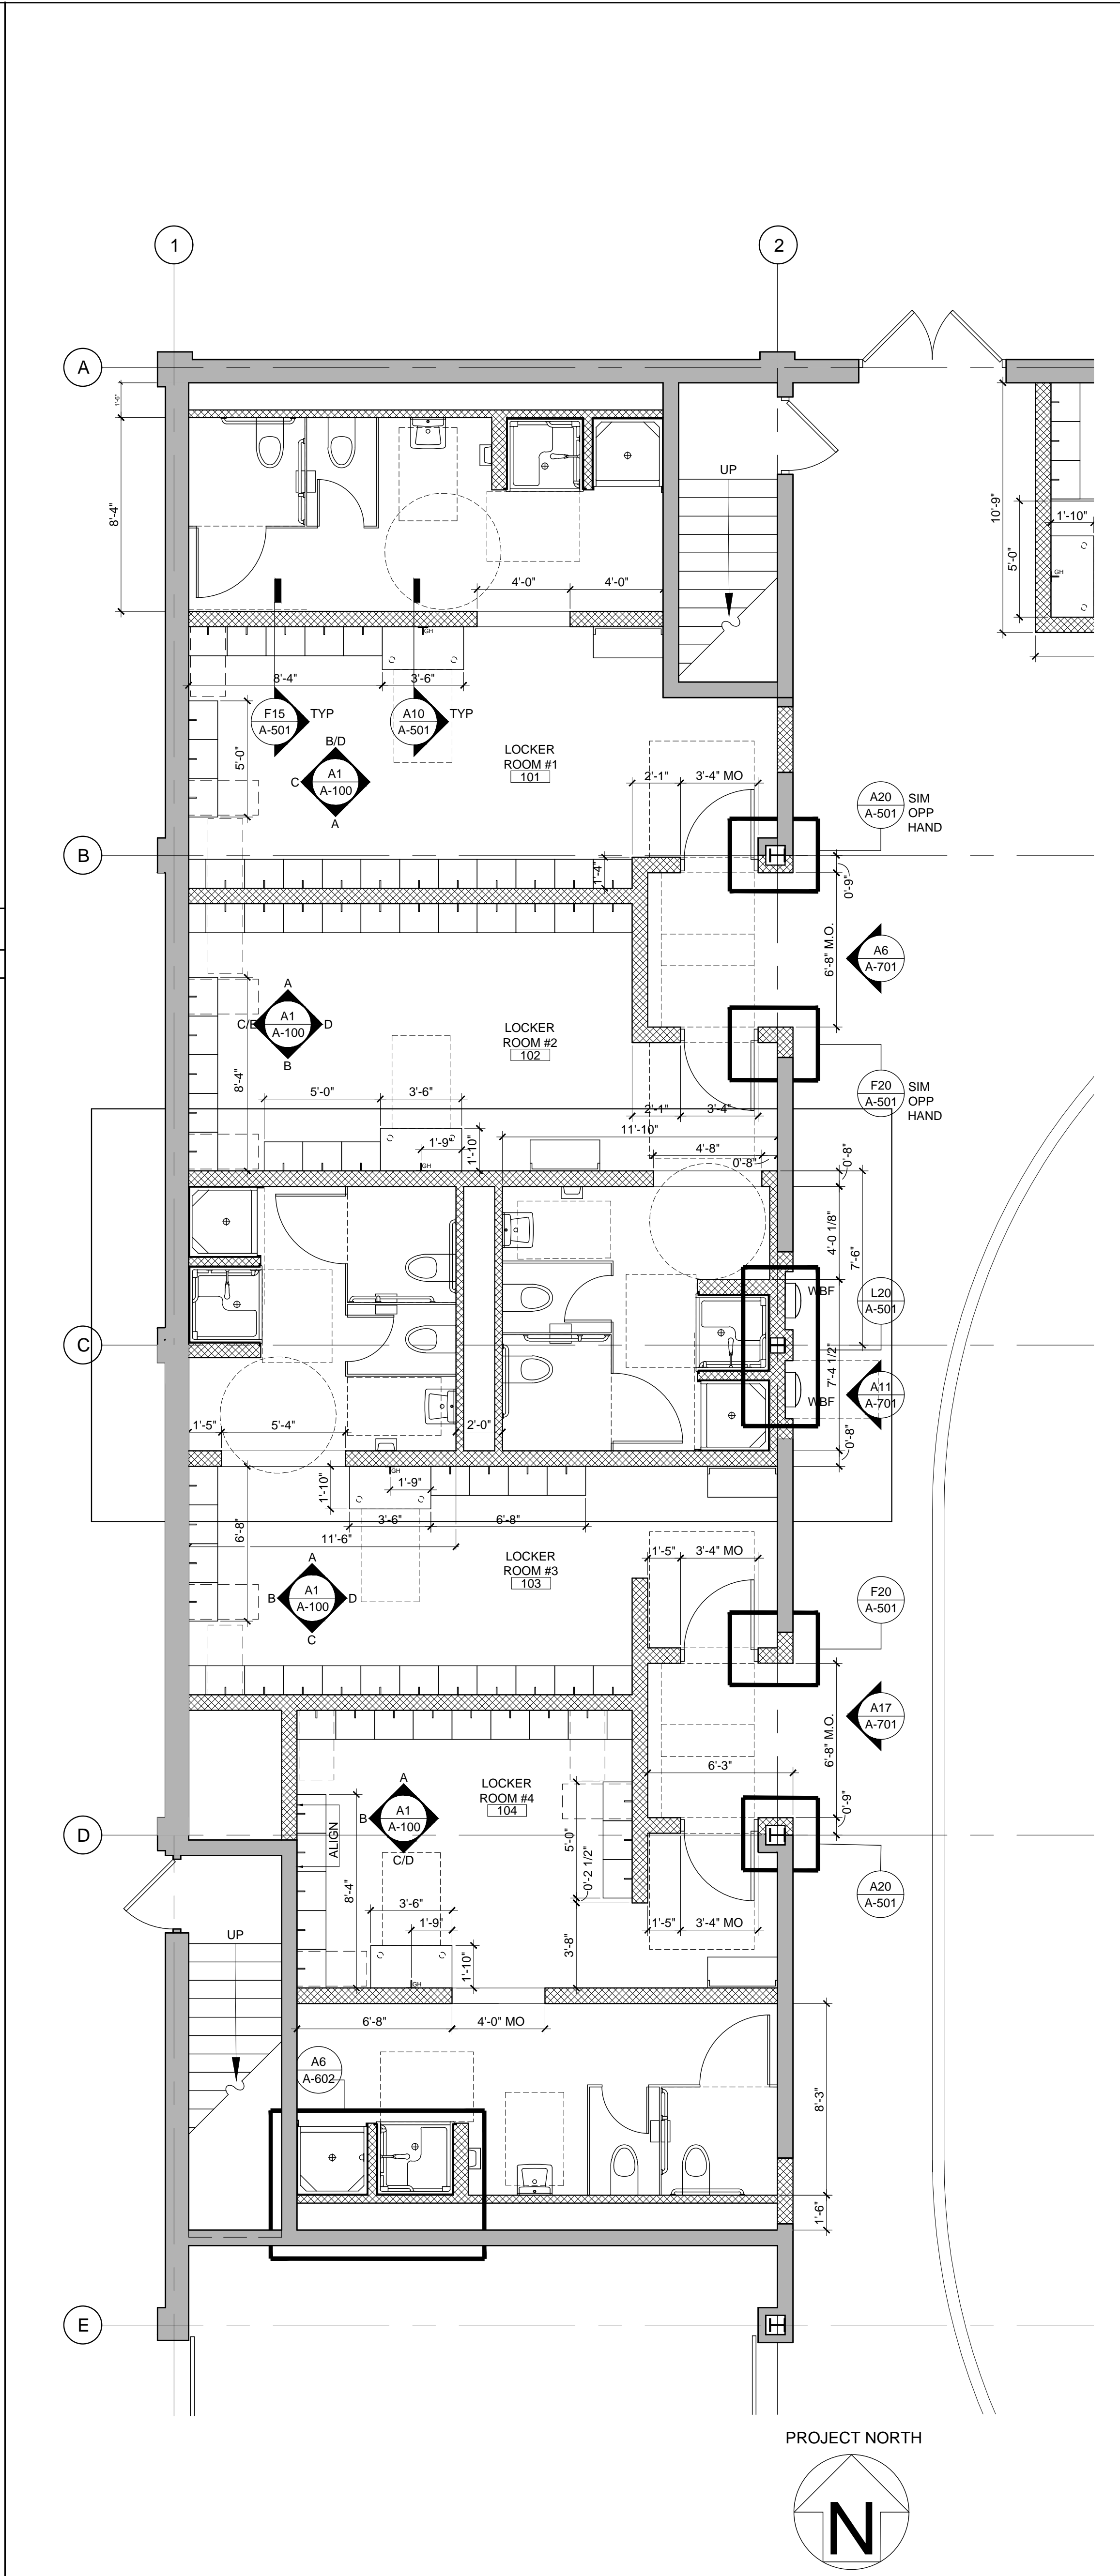 1
2
A
1'-6"
8'-4"
UP
10'-9"
5'-0"
1'-10"
GH
4'-0"
4'-0"
GH
8'-4"
3'-6"
F15
A-501
TYP
A10
A-501
TYP
5'-0"
B/D
C
A1
A-100
A
LOCKER
ROOM #1
101
2'-1"
3'-4" MO
A20
A-501
SIM
OPP
HAND
B
1'-4"
0'-9"
6'-8" M.O.
A6
A-701
A
A1
A-100
D
B
LOCKER
ROOM #2
102
8'-4"
5'-0"
3'-6"
1'-9"
GH
1'-10"
2'-1"
3'-4"
F20
A-501
SIM
OPP
HAND
11'-10"
4'-8"
0'-8"
0'-8"
4'-0 1/8"
7'-6"
WBF
L20
A-501
C
7'-4 1/2"
A11
A-701
WBF
0'-8"
1'-5"
5'-4"
2'-0"
GH
1'-10"
1'-9"
3'-6"
6'-8"
11'-6"
6'-8"
A
B
A1
A-100
D
C
LOCKER
ROOM #3
103
1'-5"
3'-4" MO
F20
A-501
A17
A-701
6'-8" M.O.
6'-3"
0'-9"
LOCKER
ROOM #4
104
A
B
A1
A-100
C/D
D
ALIGN
8'-4"
5'-0"
0'-2 1/2"
3'-8"
3'-6"
1'-9"
1'-10"
GH
1'-5"
3'-4" MO
A20
A-501
UP
6'-8"
4'-0" MO
A6
A-602
8'-3"
1'-6"
E
PROJECT NORTH
N